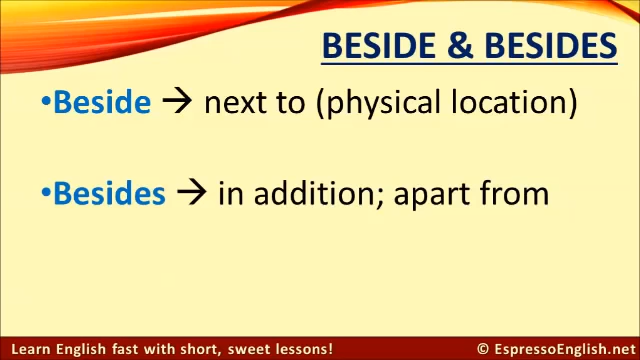 BESIDE & BESIDES
•Beside → next to (physical location)
•Besides → in addition; apart from
Learn English fast with short, sweet lessons!
© EspressoEnglish.net